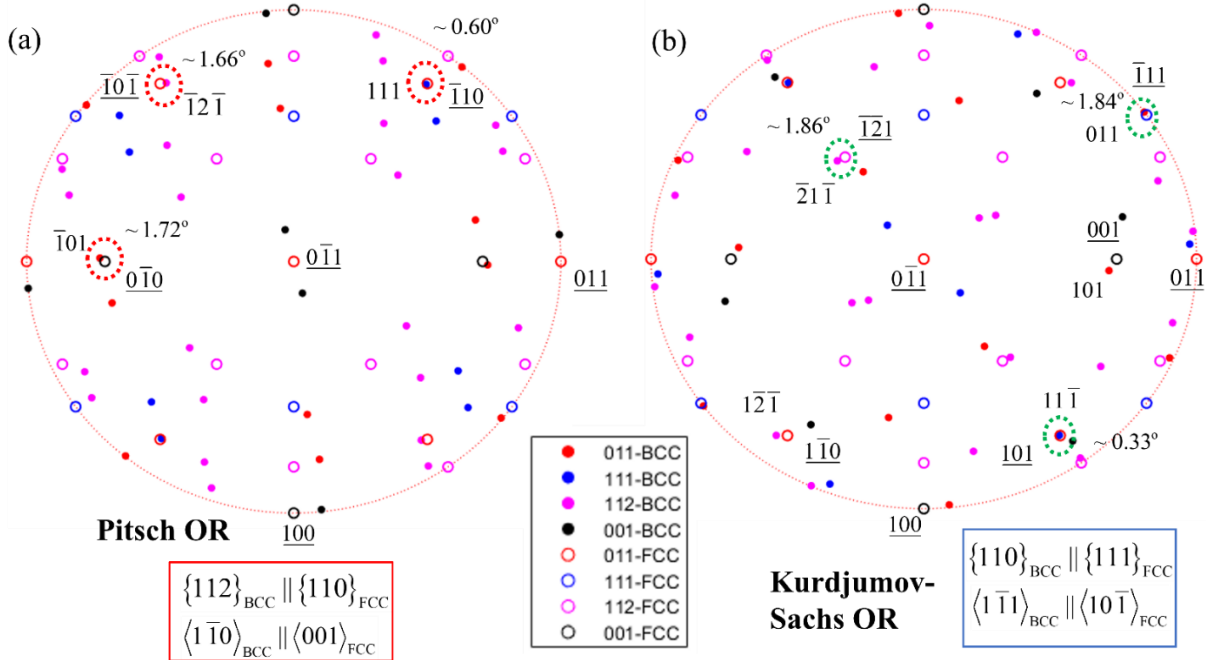 (a)
~ 1.66°
~ 0.60°
1̅01̅
1̅21̅
111
1̅10
1̅01
~ 1.72°
01̅0
01̅1
011
100
Pitsch OR
{112}BCC || {110}FCC
⟨11̅0⟩BCC || ⟨001⟩FCC
(b)
1̅11
~ 1.84°
011
~ 1.86°
1̅2̅1
2̅11̅
001
01̅1
101
011
12̅1̅
11̅0
111̅
101
~ 0.33°
100
Kurdjumov-
Sachs OR
{110}BCC || {111}FCC
⟨11̅1⟩BCC || ⟨101̅⟩FCC
011-BCC
111-BCC
112-BCC
001-BCC
011-FCC
111-FCC
112-FCC
001-FCC